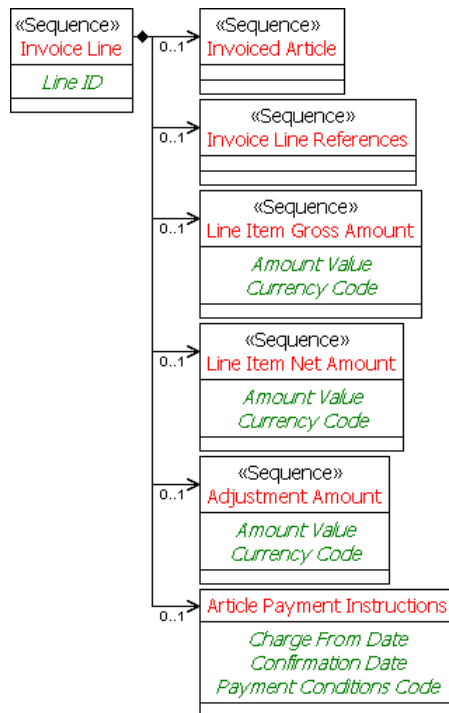 «Sequence»
Invoice Line
Line ID
0..1
«Sequence»
Invoiced Article
0..1
«Sequence»
Invoice Line References
0..1
«Sequence»
Line Item Gross Amount
Amount Value
Currency Code
0..1
«Sequence»
Line Item Net Amount
Amount Value
Currency Code
0..1
«Sequence»
Adjustment Amount
Amount Value
Currency Code
0..1
Article Payment Instructions
Charge From Date
Confirmation Date
Payment Conditions Code